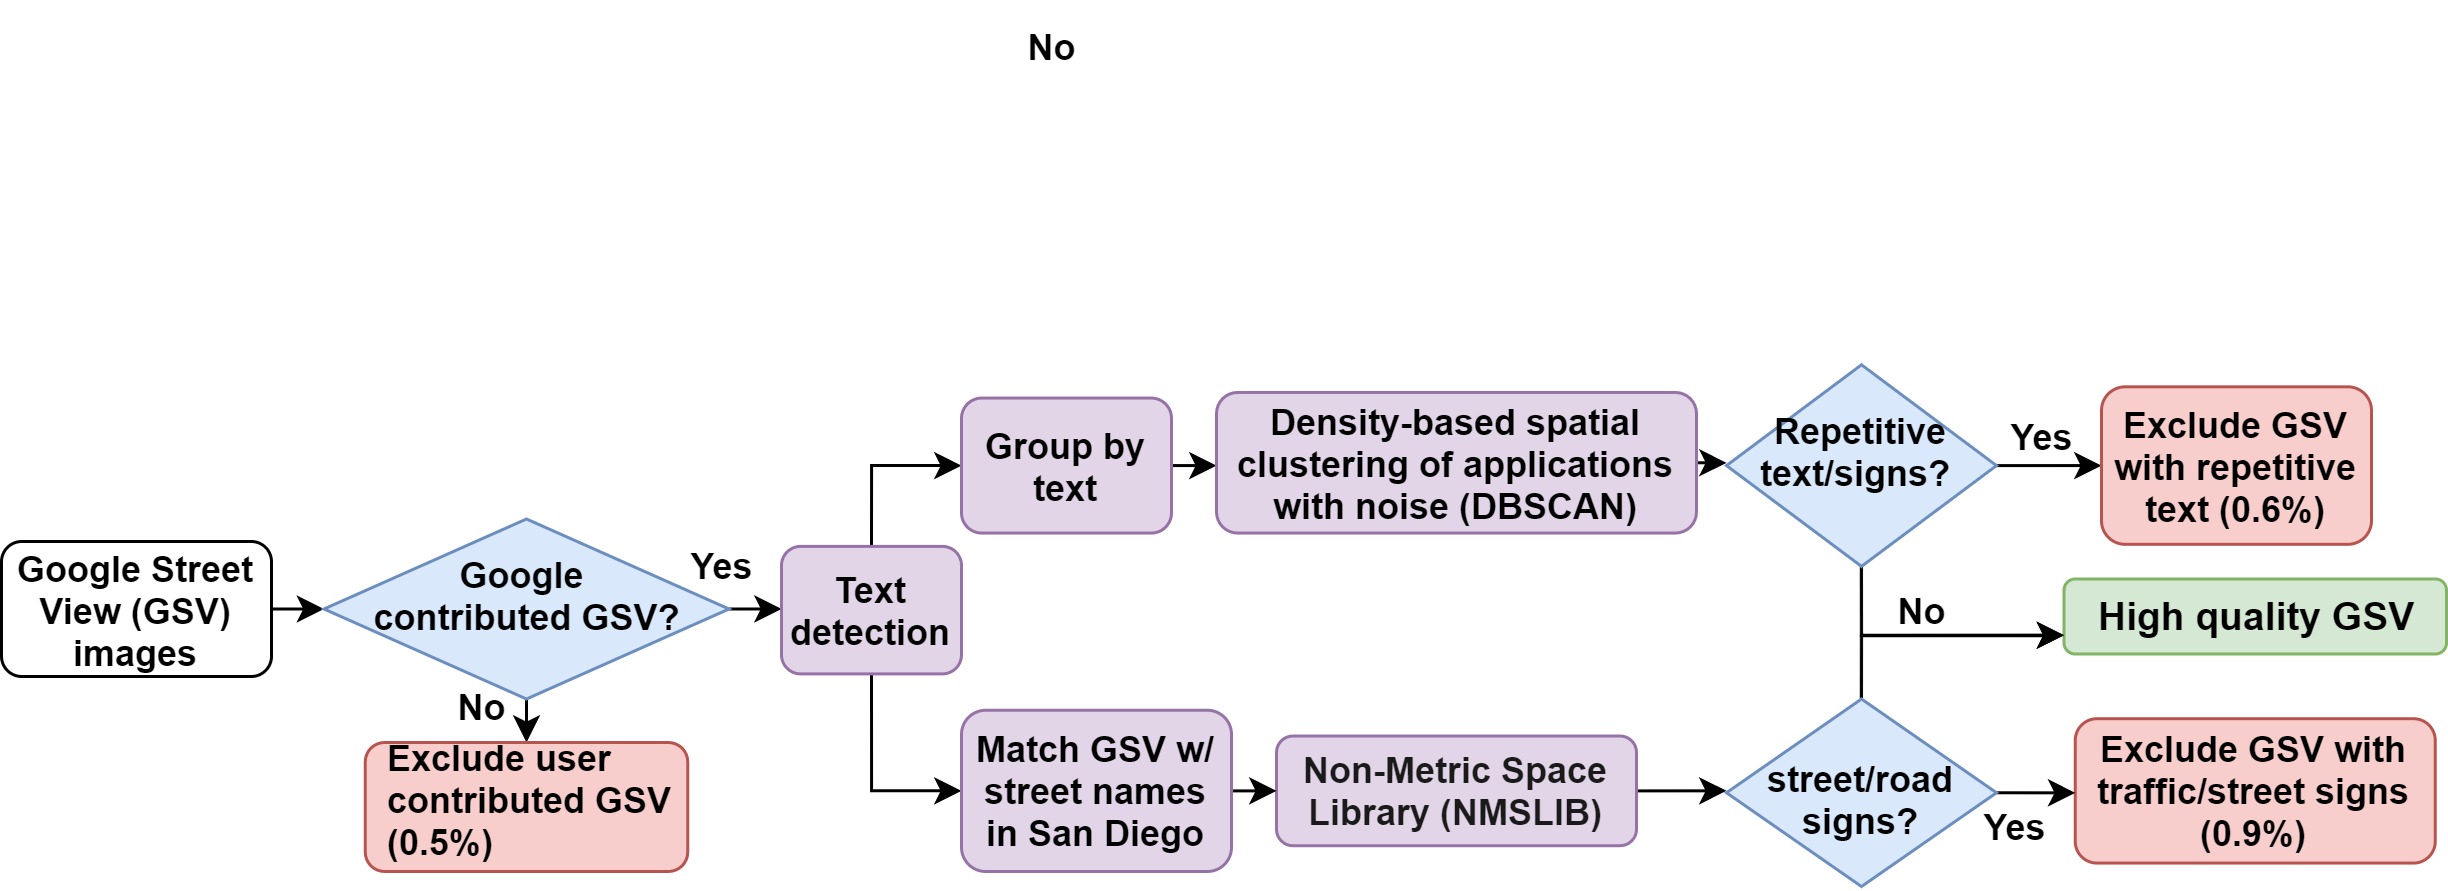 No
Google Street
View (GSV)
images
Google
contributed GSV?
Yes
No
Exclude user
contributed GSV
(0.5%)
Text
detection
Group by
text
Density-based spatial
clustering of applications
with noise (DBSCAN)
Repetitive
text/signs?
Yes
Exclude GSV
with repetitive
text (0.6%)
No
High quality GSV
Match GSV w/
street names
in San Diego
Non-Metric Space
Library (NMSLIB)
street/road
signs?
Yes
Exclude GSV with
traffic/street signs
(0.9%)